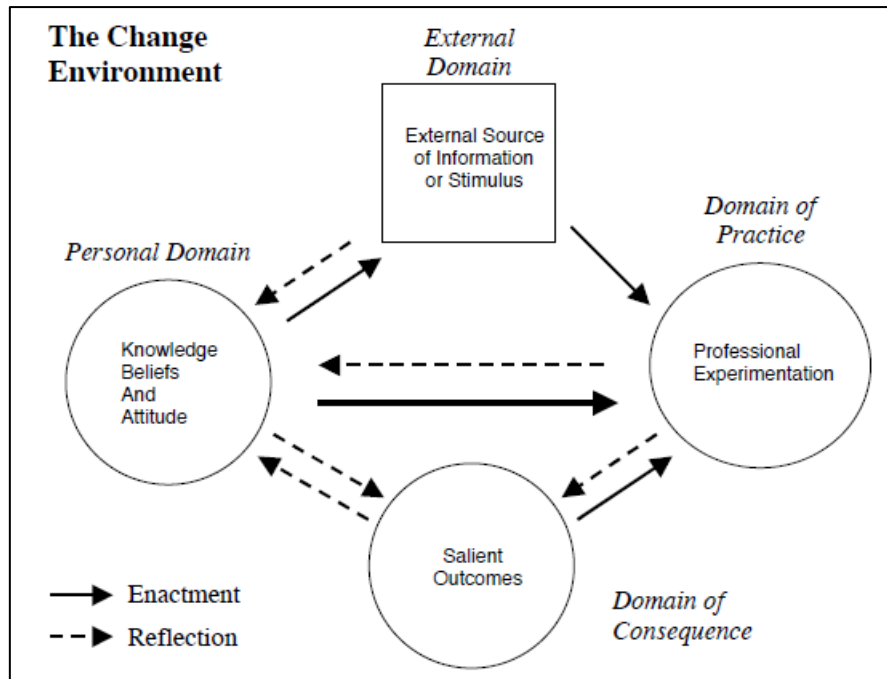 The Change
Environment
External
Domain
External Source
of Information
or Stimulus
Domain of
Practice
Personal Domain
Knowledge
Beliefs
And
Attitude
Professional
Experimentation
Salient
Outcomes
Enactment
Reflection
Domain of
Consequence